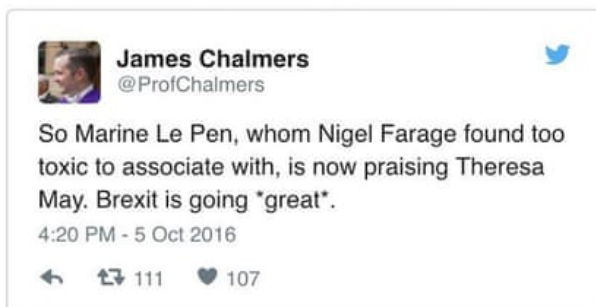 James Chalmers
@ProfChalmers
So Marine Le Pen, whom Nigel Farage found too
toxic to associate with, is now praising Theresa
May. Brexit is going *great*.
4:20 PM - 5 Oct 2016
111 107